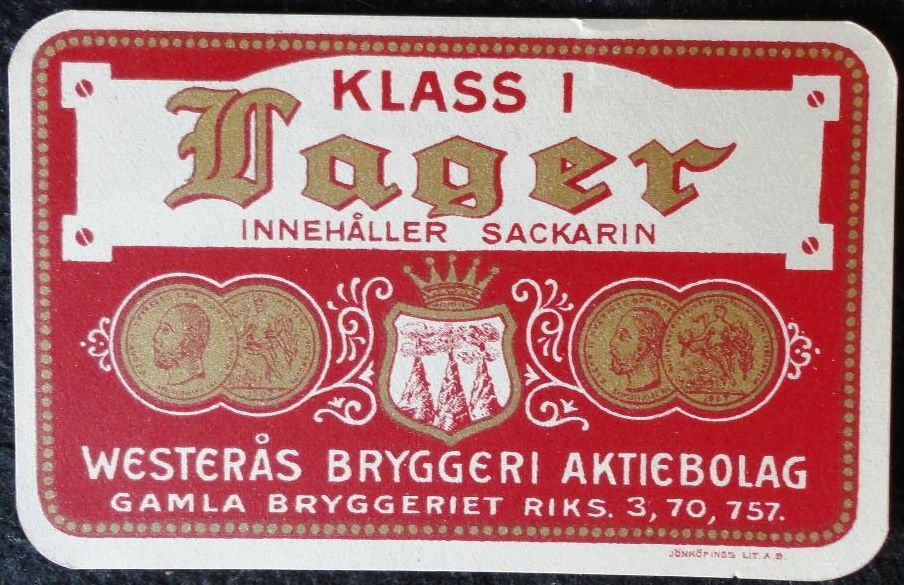 KLASS I
Lager
INNEHÅLLER SACKARIN
WESTERÅS BRYGGERI AKTIEBOLAG
GAMLA BRYGGERIET RIKS. 3, 70, 757.
JÖNKÖPINGS LIT. A.B.